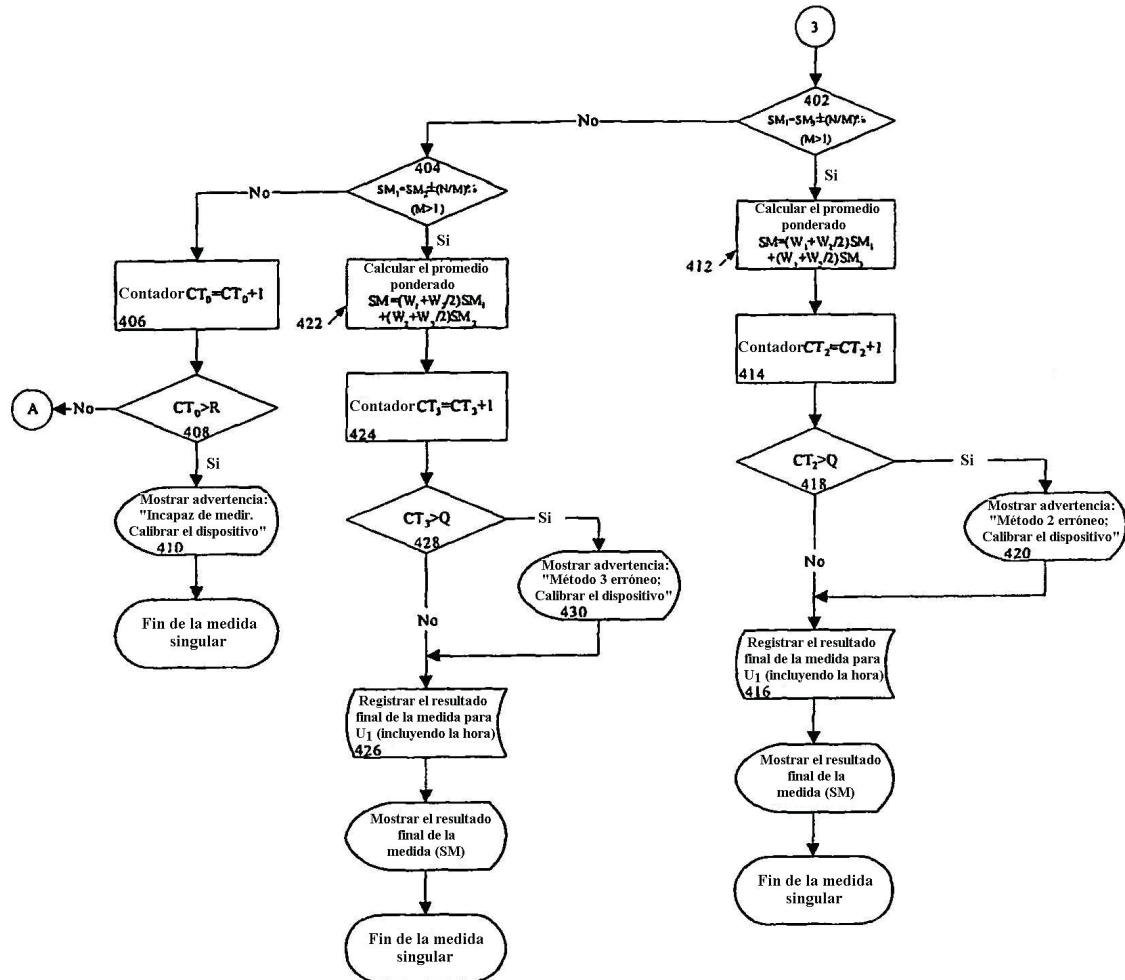 3
402
SM₁=SM₃±(N/M)%
(M>1)
No
Si
404
SM₁=SM₂±(N/M)%
(M>1)
No
Si
Calcular el promedio
ponderado
SM=(W₁+W₂/2)SM₁
+(W₃+W₂/2)SM₃
412
Contador CT₀=CT₀+1
406
Calcular el promedio
ponderado
SM=(W₁+W₃/2)SM₁
+(W₂+W₃/2)SM₂
422
Contador CT₂=CT₂+1
414
A
No
CT₀>R
408
Si
Contador CT₃=CT₃+1
424
CT₂>Q
418
Si
No
Mostrar advertencia:
"Incapaz de medir.
Calibrar el dispositivo"
410
CT₃>Q
428
Si
No
Mostrar advertencia:
"Método 2 erróneo;
Calibrar el dispositivo"
420
Mostrar advertencia:
"Método 3 erróneo;
Calibrar el dispositivo"
430
Fin de la medida
singular
Registrar el resultado
final de la medida para
U₁ (incluyendo la hora)
416
Registrar el resultado
final de la medida para
U₁ (incluyendo la hora)
426
Mostrar el resultado
final de la
medida (SM)
Mostrar el resultado
final de la
medida (SM)
Fin de la medida
singular
Fin de la medida
singular